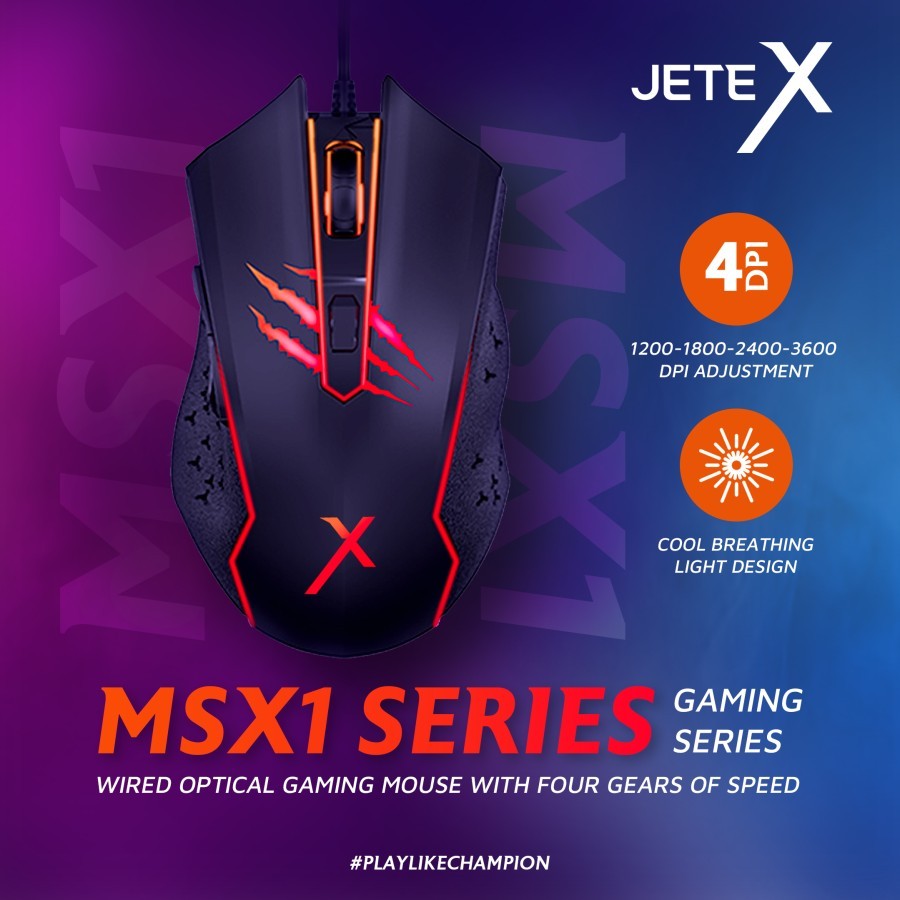 JETE X
MSX1
MSX1
4 DPI
1200-1800-2400-3600
DPI ADJUSTMENT
COOL BREATHING
LIGHT DESIGN
X
MSX1 SERIES
GAMING
SERIES
WIRED OPTICAL GAMING MOUSE WITH FOUR GEARS OF SPEED
#PLAYLIKECHAMPION